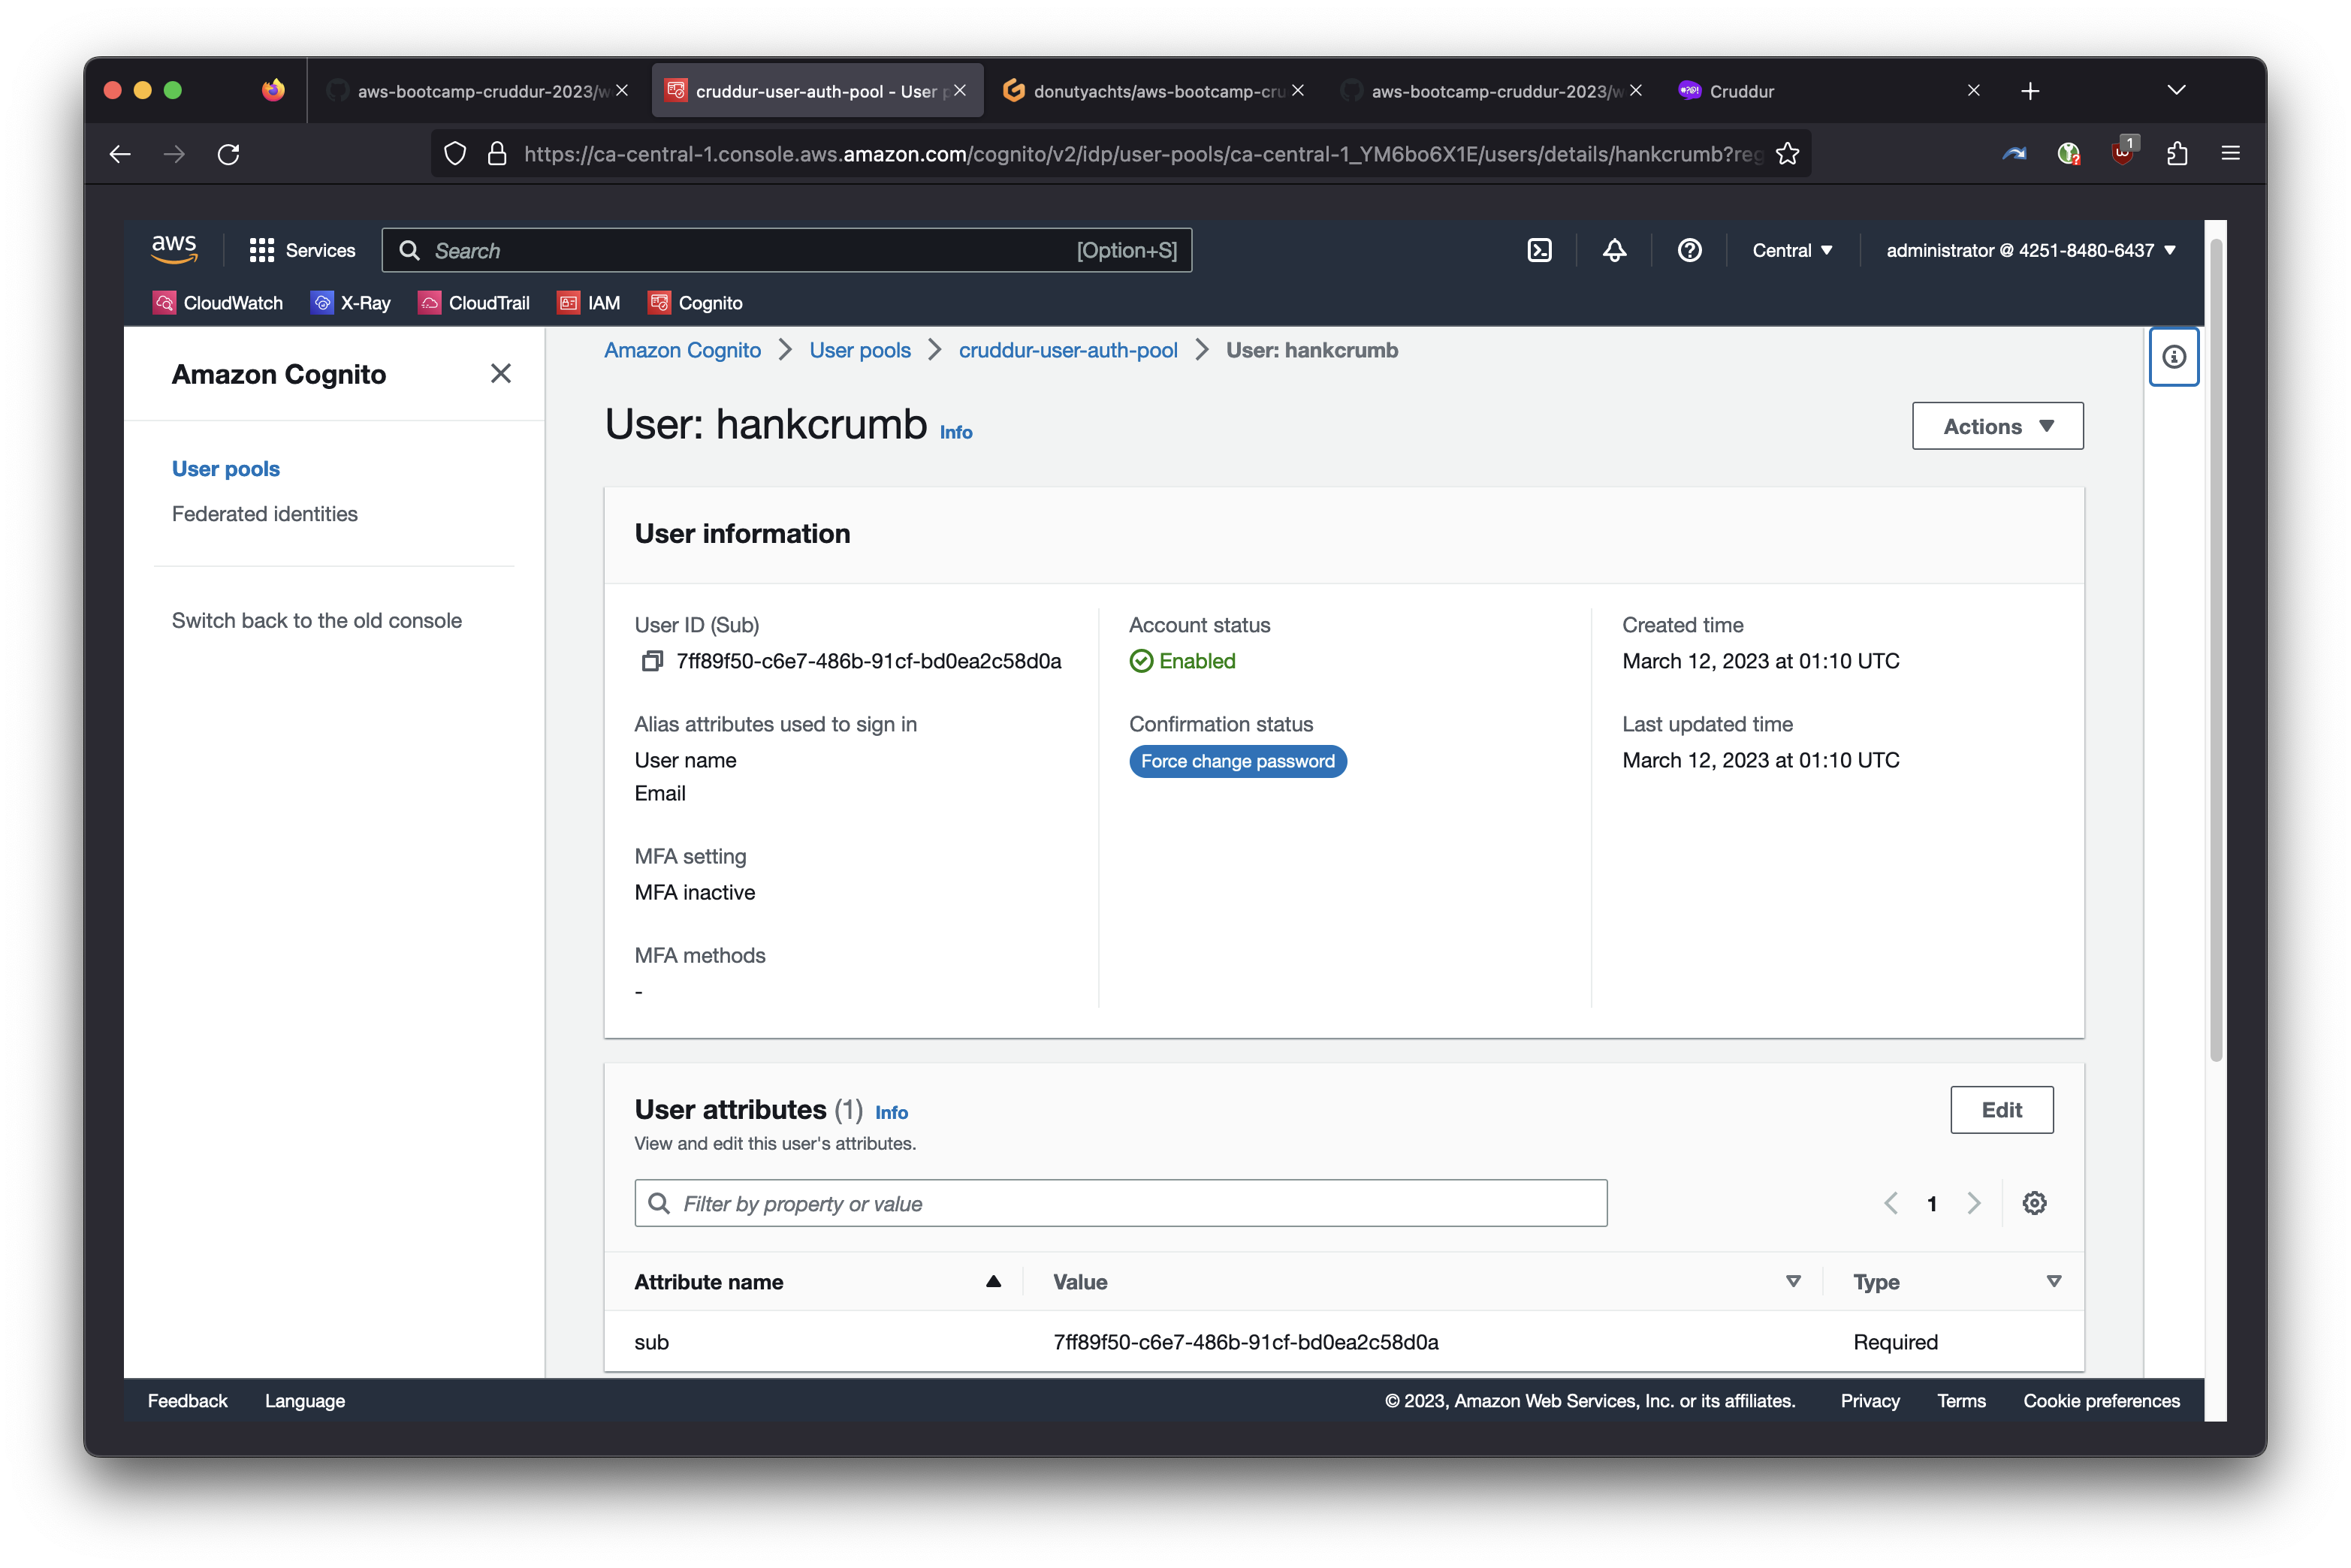 aws-bootcamp-cruddur-2023/w
cruddur-user-auth-pool - User p
donutyachts/aws-bootcamp-cru
aws-bootcamp-cruddur-2023/w
Cruddur
https://ca-central-1.console.aws.amazon.com/cognito/v2/idp/user-pools/ca-central-1_YM6bo6X1E/users/details/hankcrumb?reg
1
aws
Services
Search
[Option+S]
Central
administrator @ 4251-8480-6437
CloudWatch
X-Ray
CloudTrail
IAM
Cognito
Amazon Cognito
User pools
Federated identities
Switch back to the old console
Amazon Cognito > User pools > cruddur-user-auth-pool > User: hankcrumb
User: hankcrumb Info
Actions
User information
User ID (Sub)
7ff89f50-c6e7-486b-91cf-bd0ea2c58d0a
Alias attributes used to sign in
User name
Email
MFA setting
MFA inactive
MFA methods
-
Account status
Enabled
Confirmation status
Force change password
Created time
March 12, 2023 at 01:10 UTC
Last updated time
March 12, 2023 at 01:10 UTC
User attributes (1) Info
View and edit this user's attributes.
Edit
Filter by property or value
1
Attribute name Value Type
sub 7ff89f50-c6e7-486b-91cf-bd0ea2c58d0a Required
Feedback Language © 2023, Amazon Web Services, Inc. or its affiliates. Privacy Terms Cookie preferences